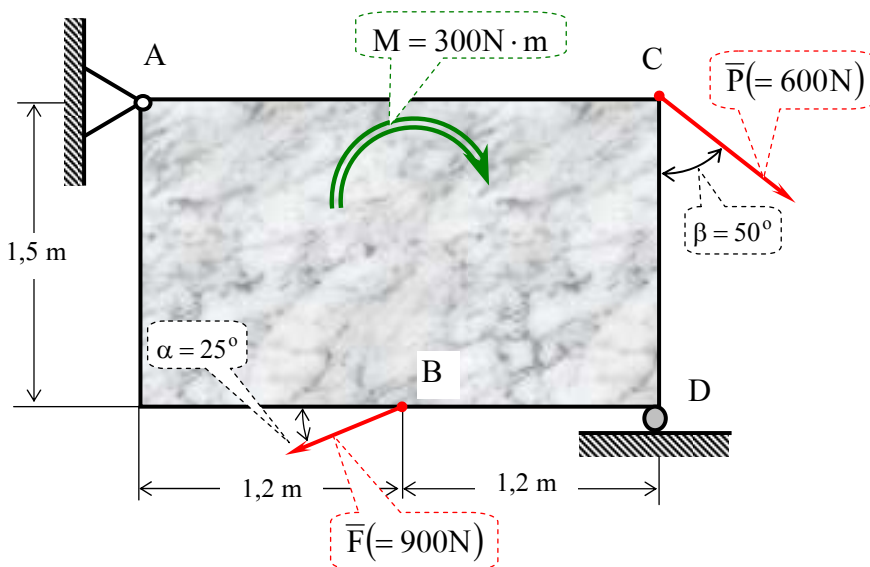 M = 300N · m
A
C
P̅(= 600N)
β = 50°
1,5 m
α = 25°
B
D
1,2 m
1,2 m
F̅(= 900N)